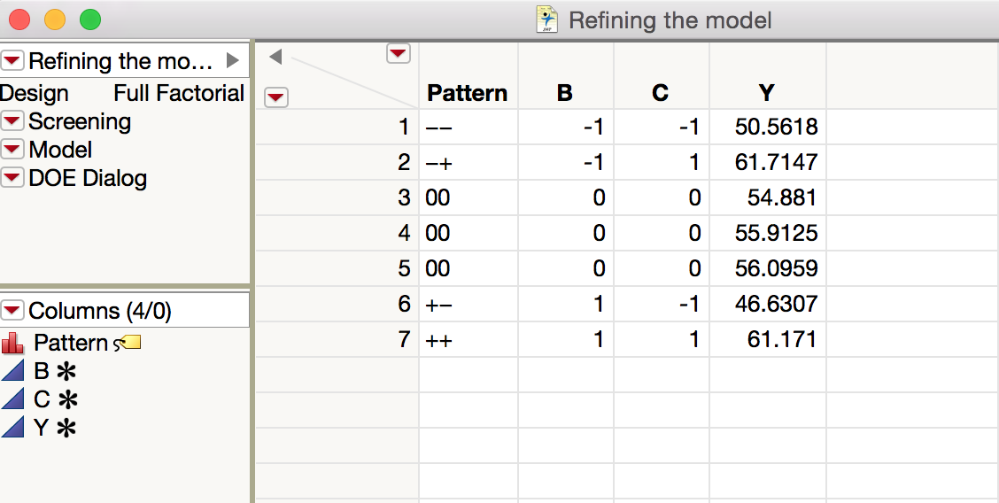 Refining the model
Refining the mo...
Design Full Factorial
Screening
Model
DOE Dialog
Columns (4/0)
Pattern
B ✱
C ✱
Y ✱
Pattern B C Y
1 −− -1 -1 50.5618
2 −+ -1 1 61.7147
3 00 0 0 54.881
4 00 0 0 55.9125
5 00 0 0 56.0959
6 +− 1 -1 46.6307
7 ++ 1 1 61.171